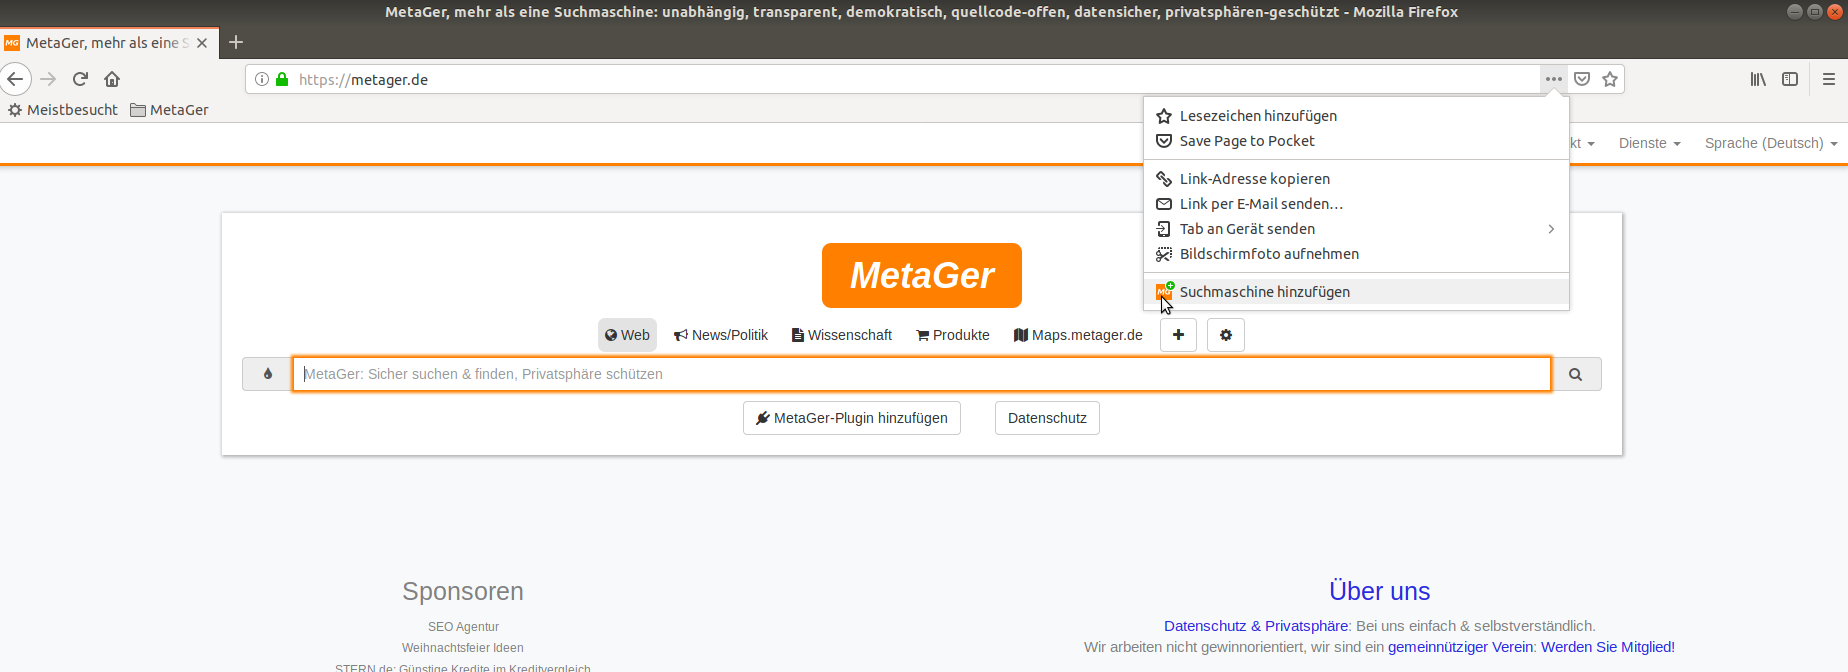 MetaGer, mehr als eine Suchmaschine: unabhängig, transparent, demokratisch, quellcode-offen, datensicher, privatsphären-geschützt - Mozilla Firefox
MG MetaGer, mehr als eine S
https://metager.de
Meistbesucht MetaGer
Lesezeichen hinzufügen
Save Page to Pocket
kt Dienste Sprache (Deutsch)
Link-Adresse kopieren
Link per E-Mail senden…
Tab an Gerät senden
Bildschirmfoto aufnehmen
MG Suchmaschine hinzufügen
MetaGer
Web News/Politik Wissenschaft Produkte Maps.metager.de
MetaGer: Sicher suchen & finden, Privatsphäre schützen
MetaGer-Plugin hinzufügen Datenschutz
Sponsoren
SEO Agentur
Weihnachtsfeier Ideen
STERN.de: Günstige Kredite im Kreditvergleich
Über uns
Datenschutz & Privatsphäre: Bei uns einfach & selbstverständlich.
Wir arbeiten nicht gewinnorientiert, wir sind ein gemeinnütziger Verein: Werden Sie Mitglied!